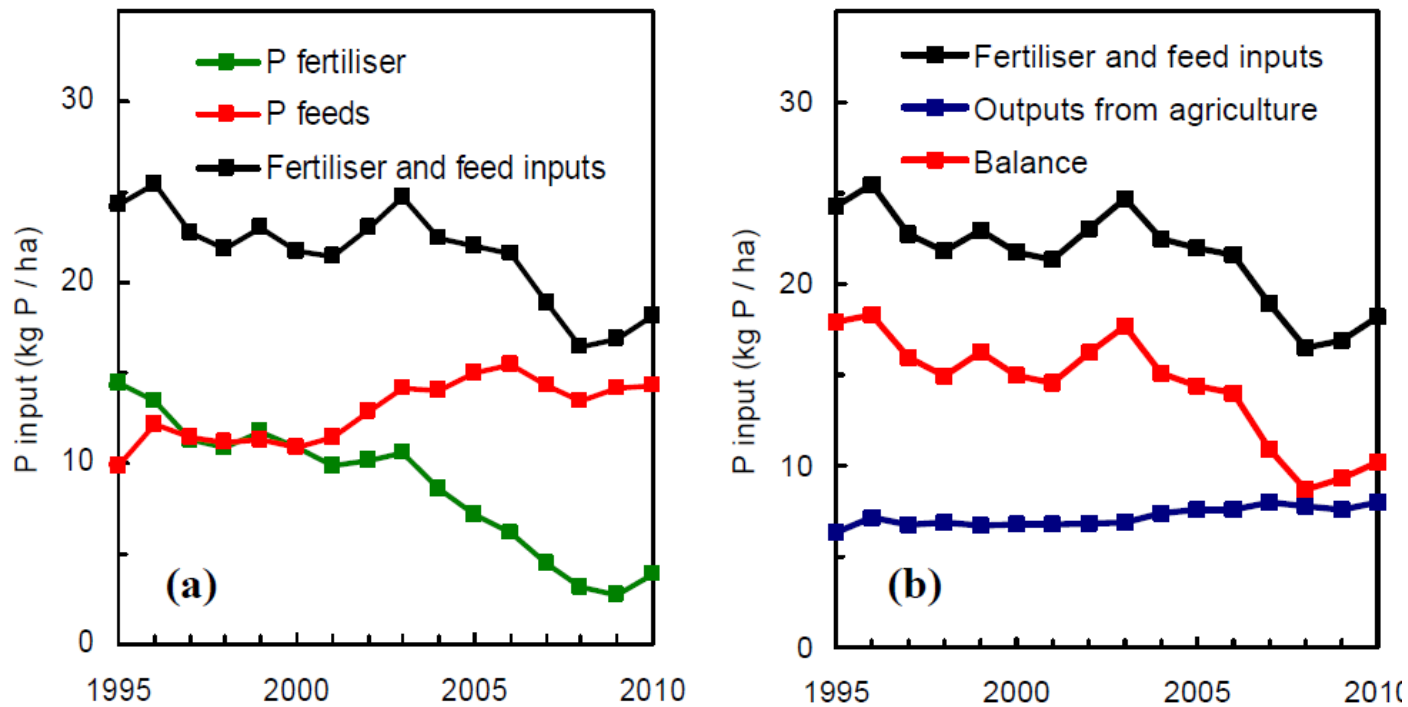 P fertiliser
P feeds
Fertiliser and feed inputs
P input (kg P / ha)
30
20
10
0
(a)
1995 2000 2005 2010
Fertiliser and feed inputs
Outputs from agriculture
Balance
P input (kg P / ha)
30
20
10
0
(b)
1995 2000 2005 2010